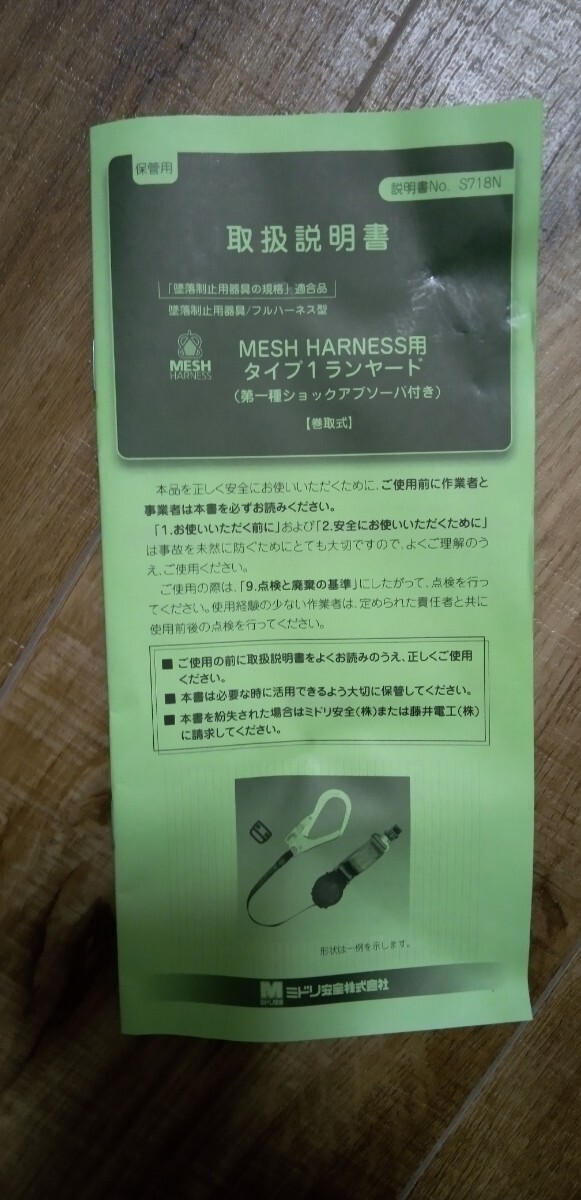 保管用
説明書No. S718N
取扱説明書
「墜落制止用器具の規格」適合品
墜落制止用器具/フルハーネス型
MESH
HARNESS
MESH HARNESS用
タイプ1ランヤード
(第一種ショックアブソーバ付き)
【巻取式】
本品を正しく安全にお使いいただくために、ご使用前に作業者と
事業者は本書を必ずお読みください。
「1.お使いいただく前に」および「2.安全にお使いいただくために」
は事故を未然に防ぐためにとても大切ですので、よくご理解のう
え、ご使用ください。
ご使用の際は、「9.点検と廃棄の基準」にしたがって、点検を行っ
てください。使用経験の少ない作業者は、定められた責任者と共に
使用前後の点検を行ってください。
■ ご使用の前に取扱説明書をよくお読みのうえ、正しくご使用
ください。
■ 本書は必要な時に活用できるよう大切に保管してください。
■ 本書を紛失された場合はミドリ安全(株)または藤井電工(株)
に請求してください。
形状は一例を示します。
M ミドリ安全株式会社
ミドリ安全